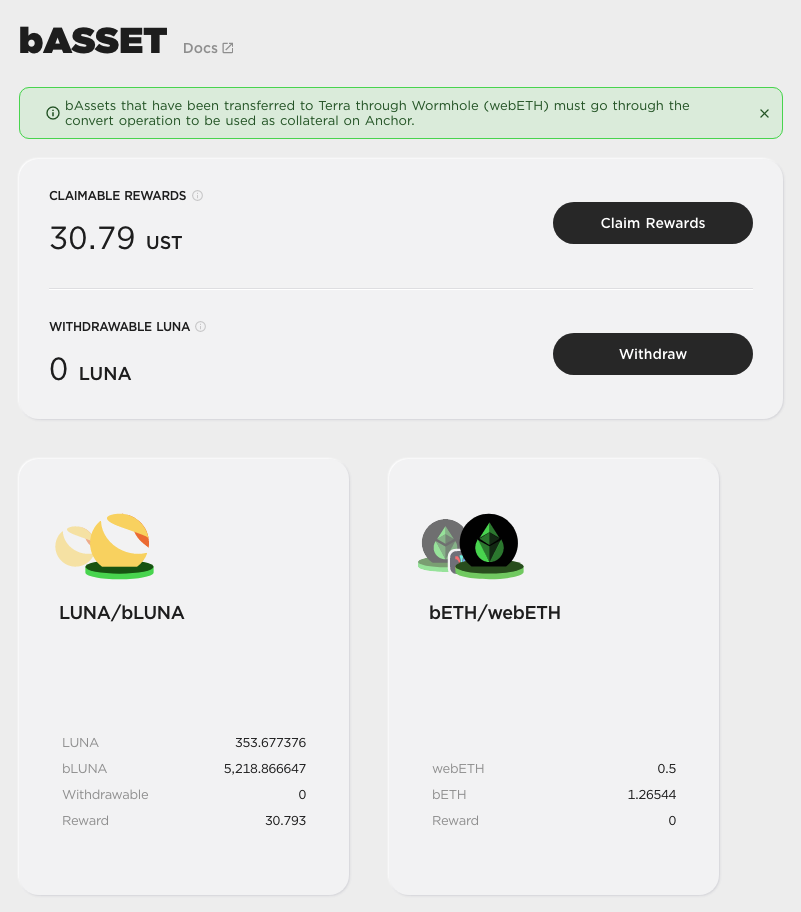 bASSET Docs
bAssets that have been transferred to Terra through Wormhole (webETH) must go through the
convert operation to be used as collateral on Anchor.
CLAIMABLE REWARDS
30.79 UST
Claim Rewards
WITHDRAWABLE LUNA
0 LUNA
Withdraw
LUNA/bLUNA
LUNA 353.677376
bLUNA 5,218.866647
Withdrawable 0
Reward 30.793
bETH/webETH
webETH 0.5
bETH 1.26544
Reward 0